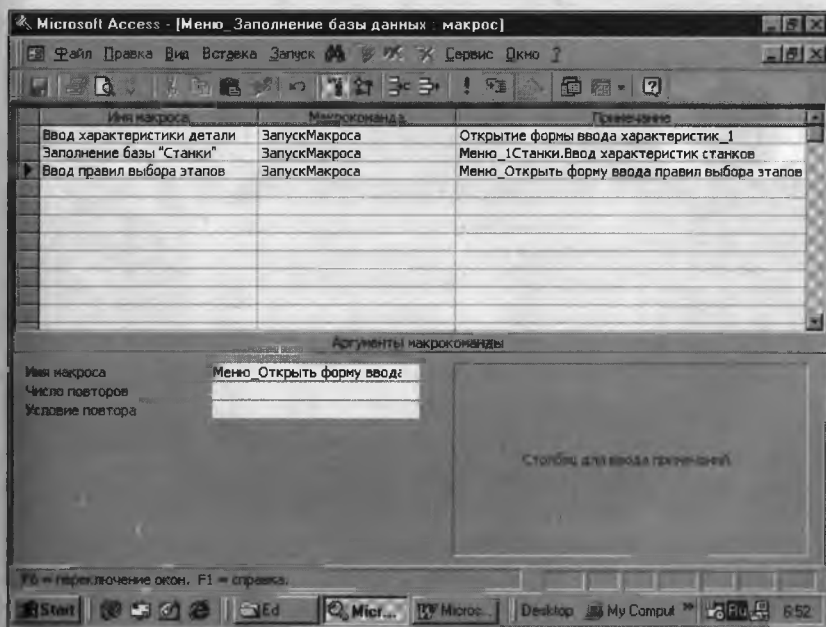 Microsoft Access - [Меню_Заполнение базы данных : макрос]
Файл Правка Вид Вставка Запуск Сервис Окно ?
Имя макроса Макрокоманда Примечание
Ввод характеристики детали ЗапускМакроса Открытие формы ввода характеристик_1
Заполнение базы "Станки" ЗапускМакроса Меню_1Станки.Ввод характеристик станков
Ввод правил выбора этапов ЗапускМакроса Меню_Открыть форму ввода правил выбора этапов
Аргументы макрокоманды
Имя макроса Меню_Открыть форму ввода
Число повторов
Условие повтора
Столбец для ввода примечаний.
F6 = переключение окон. F1 = справка.
Start Ed Micr... Microс... Desktop My Comput » Ru 6:52